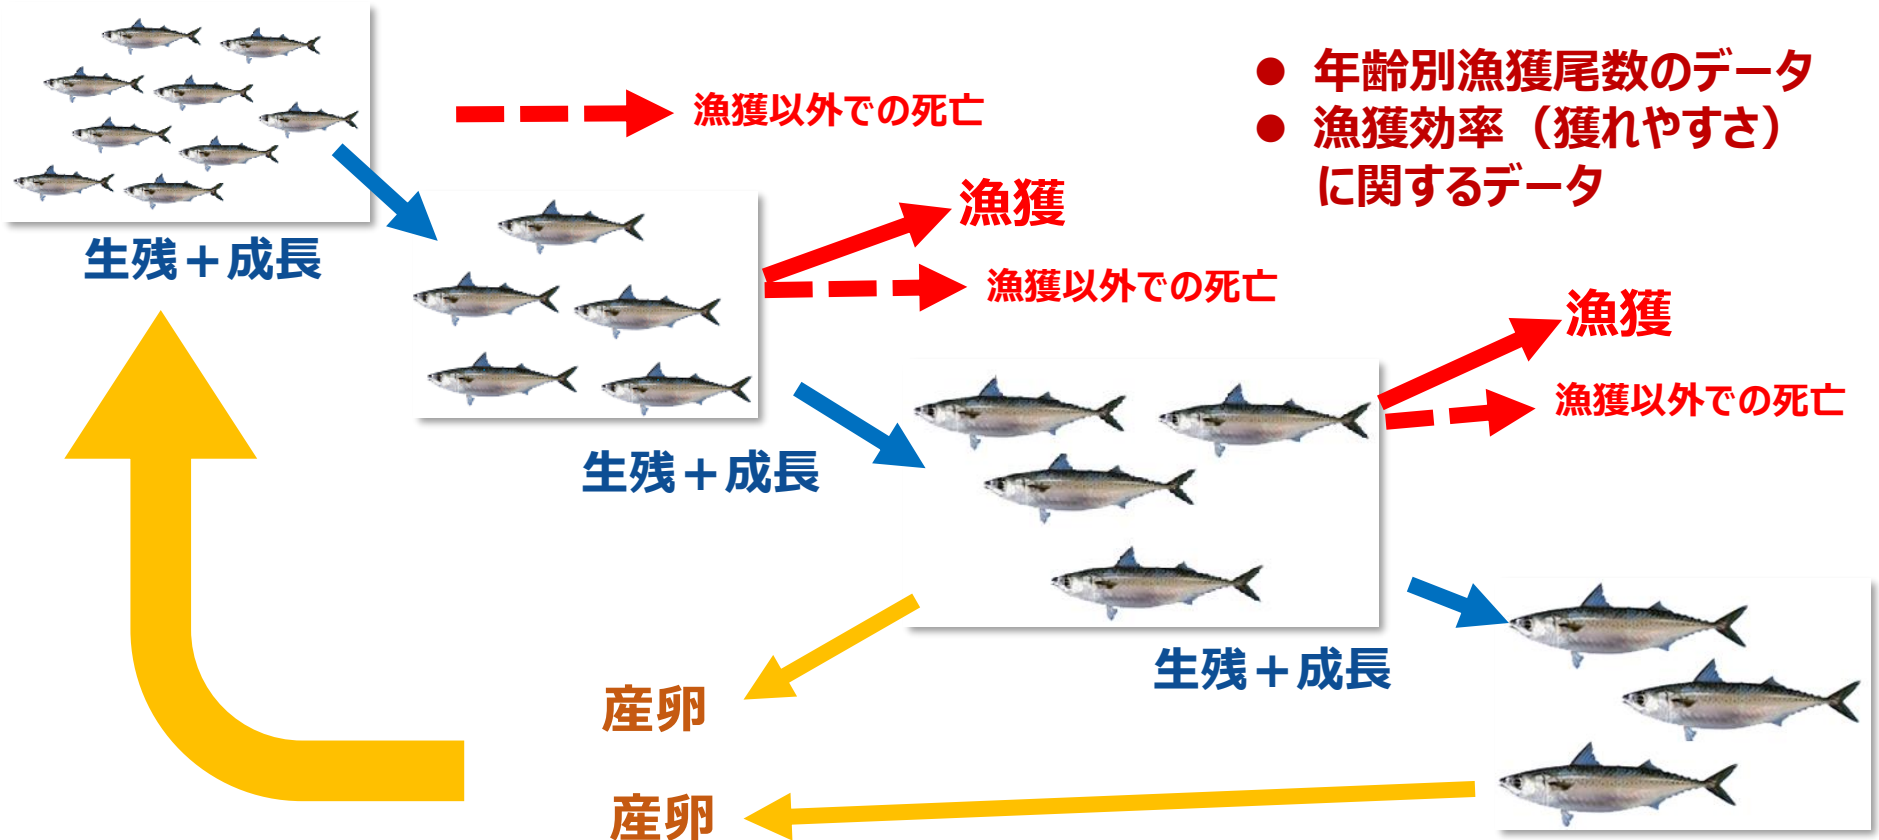 ● 年齢別漁獲尾数のデータ
● 漁獲効率（獲れやすさ）
に関するデータ
漁獲以外での死亡
漁獲
生残＋成長
漁獲以外での死亡
漁獲
漁獲以外での死亡
生残＋成長
生残＋成長
産卵
産卵